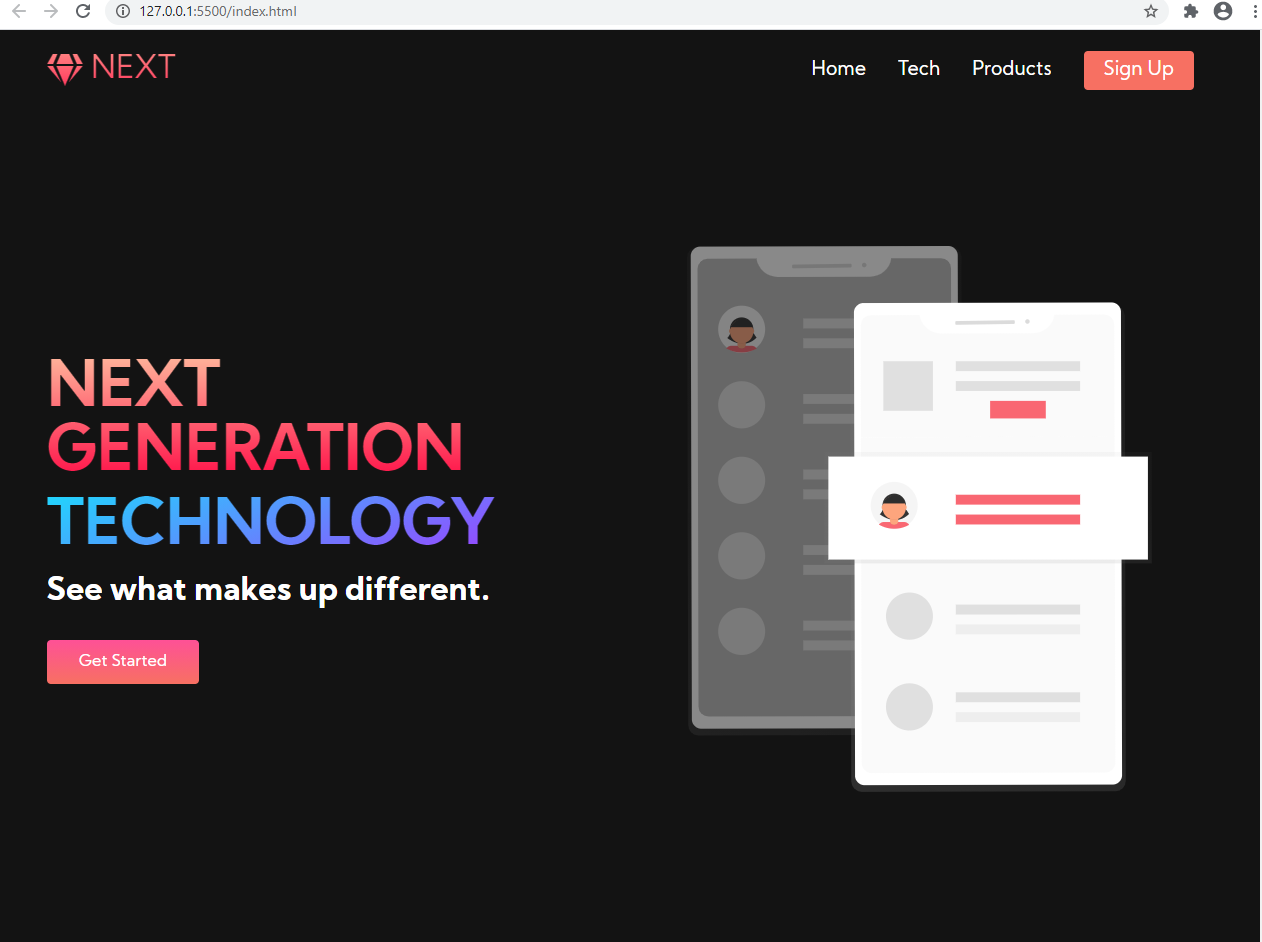 127.0.0.1:5500/index.html
NEXT
Home Tech Products Sign Up
NEXT
GENERATION
TECHNOLOGY
See what makes up different.
Get Started